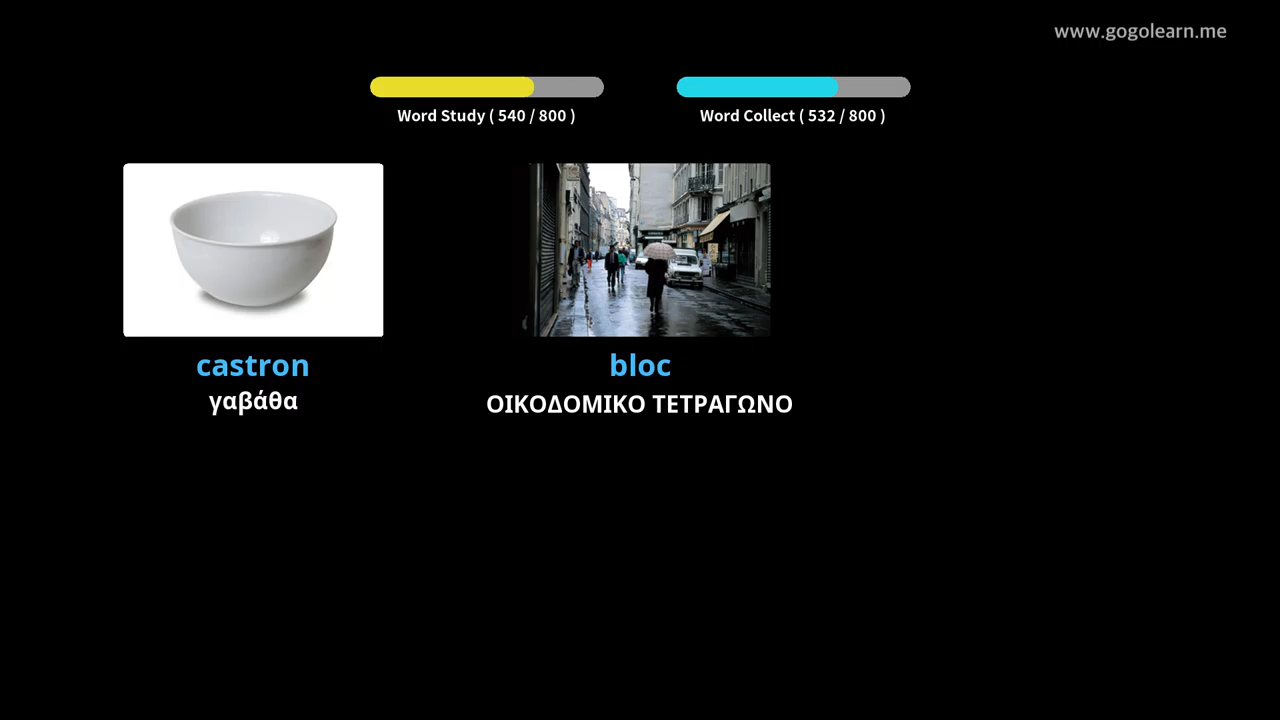 www.gogolearn.me
Word Study ( 540 / 800 )
Word Collect ( 532 / 800 )
castron
γαβάθα
bloc
ΟΙΚΟΔΟΜΙΚΟ ΤΕΤΡΑΓΩΝΟ